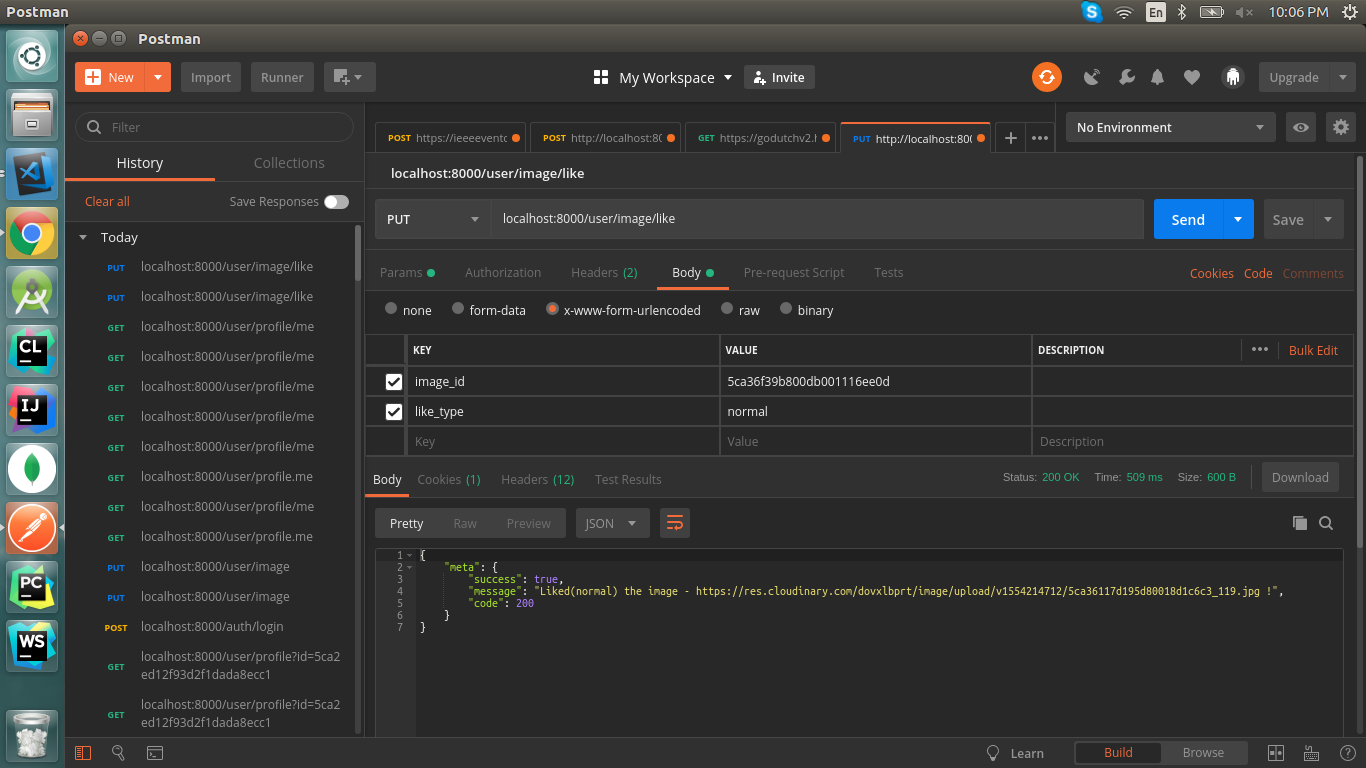 Postman
En
10:06 PM
Postman
New
Import
Runner
My Workspace
Invite
Upgrade
Filter
History
Collections
Clear all
Save Responses
Today
PUT localhost:8000/user/image/like
PUT localhost:8000/user/image/like
GET localhost:8000/user/profile/me
GET localhost:8000/user/profile/me
GET localhost:8000/user/profile/me
GET localhost:8000/user/profile/me
GET localhost:8000/user/profile/me
GET localhost:8000/user/profile.me
GET localhost:8000/user/profile/me
GET localhost:8000/user/profile.me
PUT localhost:8000/user/image
PUT localhost:8000/user/image
POST localhost:8000/auth/login
GET localhost:8000/user/profile?id=5ca2
ed12f93d2f1dada8ecc1
GET localhost:8000/user/profile?id=5ca2
ed12f93d2f1dada8ecc1
CL
IJ
PC
WS
POST https://ieeeevento
POST http://localhost:80
GET https://godutchv2.h
PUT http://localhost:800
No Environment
localhost:8000/user/image/like
PUT
localhost:8000/user/image/like
Send
Save
Params
Authorization
Headers (2)
Body
Pre-request Script
Tests
Cookies
Code
Comments
none
form-data
x-www-form-urlencoded
raw
binary
KEY VALUE DESCRIPTION
Bulk Edit
image_id 5ca36f39b800db001116ee0d
like_type normal
Key Value Description
Body
Cookies (1)
Headers (12)
Test Results
Status: 200 OK
Time: 509 ms
Size: 600 B
Download
Pretty
Raw
Preview
JSON
1 {
2 "meta": {
3 "success": true,
4 "message": "Liked(normal) the image - https://res.cloudinary.com/dovxlbprt/image/upload/v1554214712/5ca36117d195d80018d1c6c3_119.jpg !",
5 "code": 200
6 }
7 }
Learn
Build
Browse